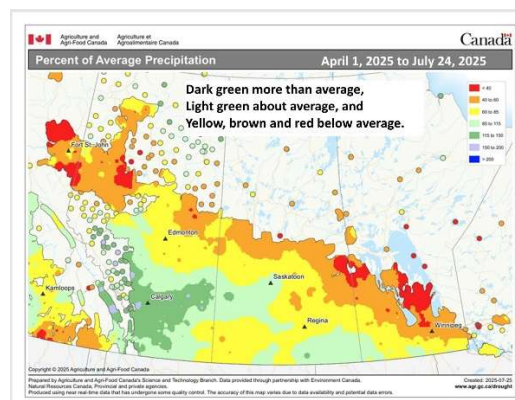 Agriculture and Agri-Food Canada
Agriculture et Agroalimentaire Canada
Canada
Percent of Average Precipitation
April 1, 2025 to July 24, 2025
Dark green more than average,
Light green about average, and
Yellow, brown and red below average.
< 40
40 to 60
60 to 85
85 to 115
115 to 150
150 to 200
> 200
Fort St-John
Edmonton
Saskatoon
Kamloops
Calgary
Regina
Winnipeg
Copyright © 2025 Agriculture and Agri-Food Canada
Prepared by Agriculture and Agri-Food Canada's Science and Technology Branch. Data provided through partnership with Environment Canada,
Natural Resources Canada, Provincial and private agencies.
Produced using near real-time data that has undergone some quality control. The accuracy of this map varies due to data availability and potential data errors.
Created: 2025-07-25
www.agr.gc.ca/drought